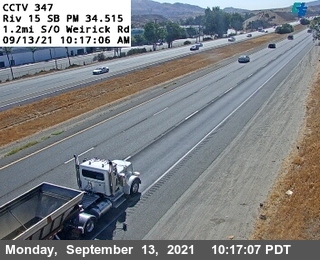 CCTV 347
Riv 15 SB PM 34.515
1.2mi S/O Weirick Rd
09/13/21 10:17:06 AM
Monday, September 13, 2021 10:17:07 PDT